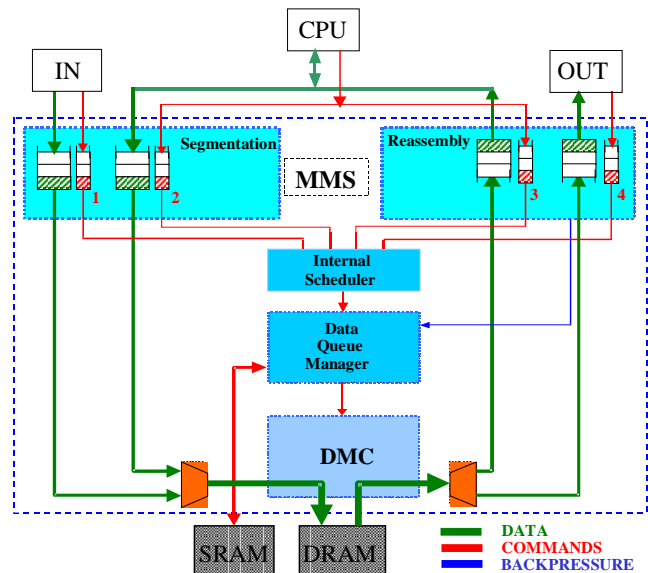 CPU
IN
OUT
Segmentation
Reassembly
MMS
1
2
3
4
Internal
Scheduler
Data
Queue
Manager
DMC
SRAM
DRAM
DATA
COMMANDS
BACKPRESSURE